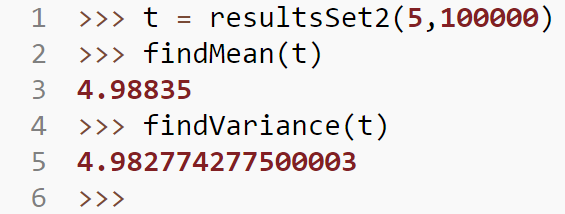 1 >>> t = resultsSet2(5,100000)
2 >>> findMean(t)
3 4.98835
4 >>> findVariance(t)
5 4.982774277500003
6 >>>